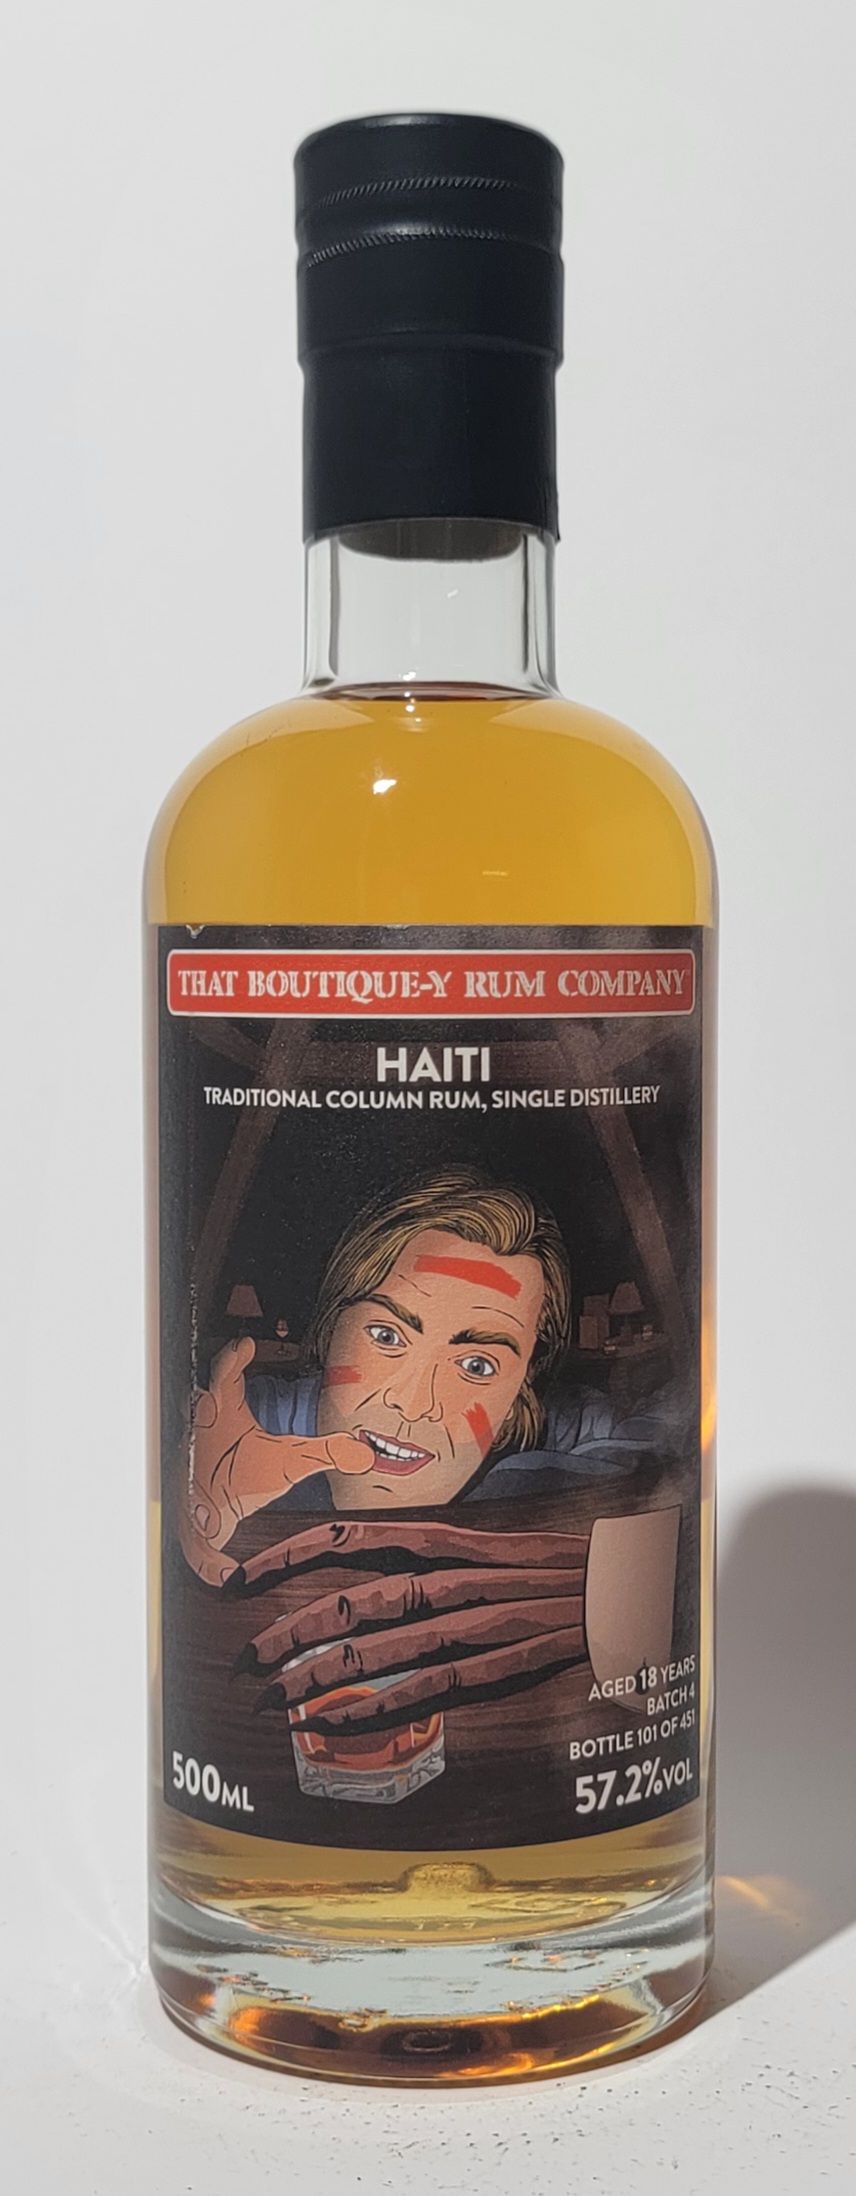 THAT BOUTIQUE-Y RUM COMPANY
HAITI
TRADITIONAL COLUMN RUM, SINGLE DISTILLERY
AGED 18 YEARS
BATCH 4
BOTTLE 101 OF 451
500ML
57.2%VOL